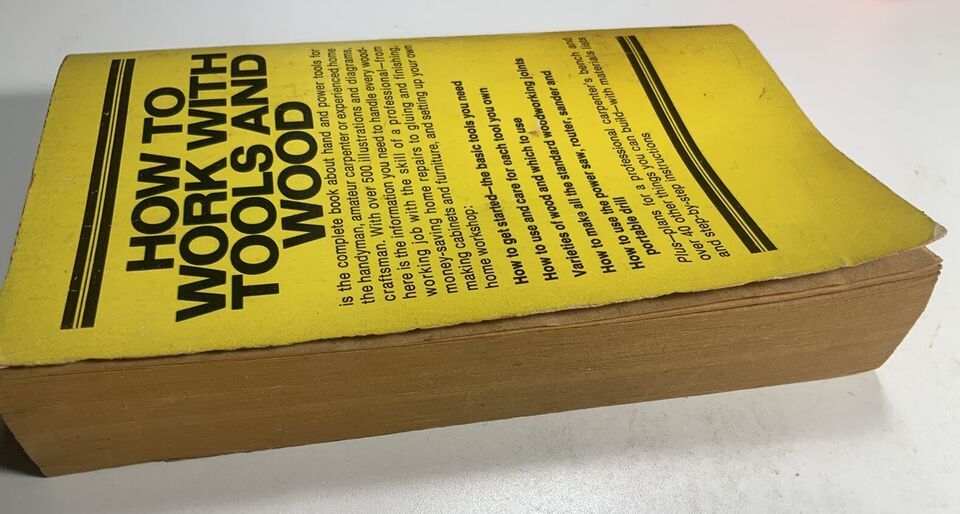 HOW TO
WORK WITH
TOOLS AND
WOOD
is the complete book about hand and power tools for
the handyman, amateur carpenter or experienced home
craftsman. With over 500 illustrations and diagrams,
here is the information you need to handle every wood-
working job with the skill of a professional—from
money-saving home repairs to gluing and finishing,
making cabinets and furniture, and setting up your own
home workshop:
How to get started—the basic tools you need
How to use and care for each tool you own
Varieties of wood and which to use
How to make all the standard woodworking joints
How to use the power saw, router, sander and
portable drill
Plus—plans for a professional carpenter's bench and
over 40 other things you can build—with materials lists
and step-by-step instructions